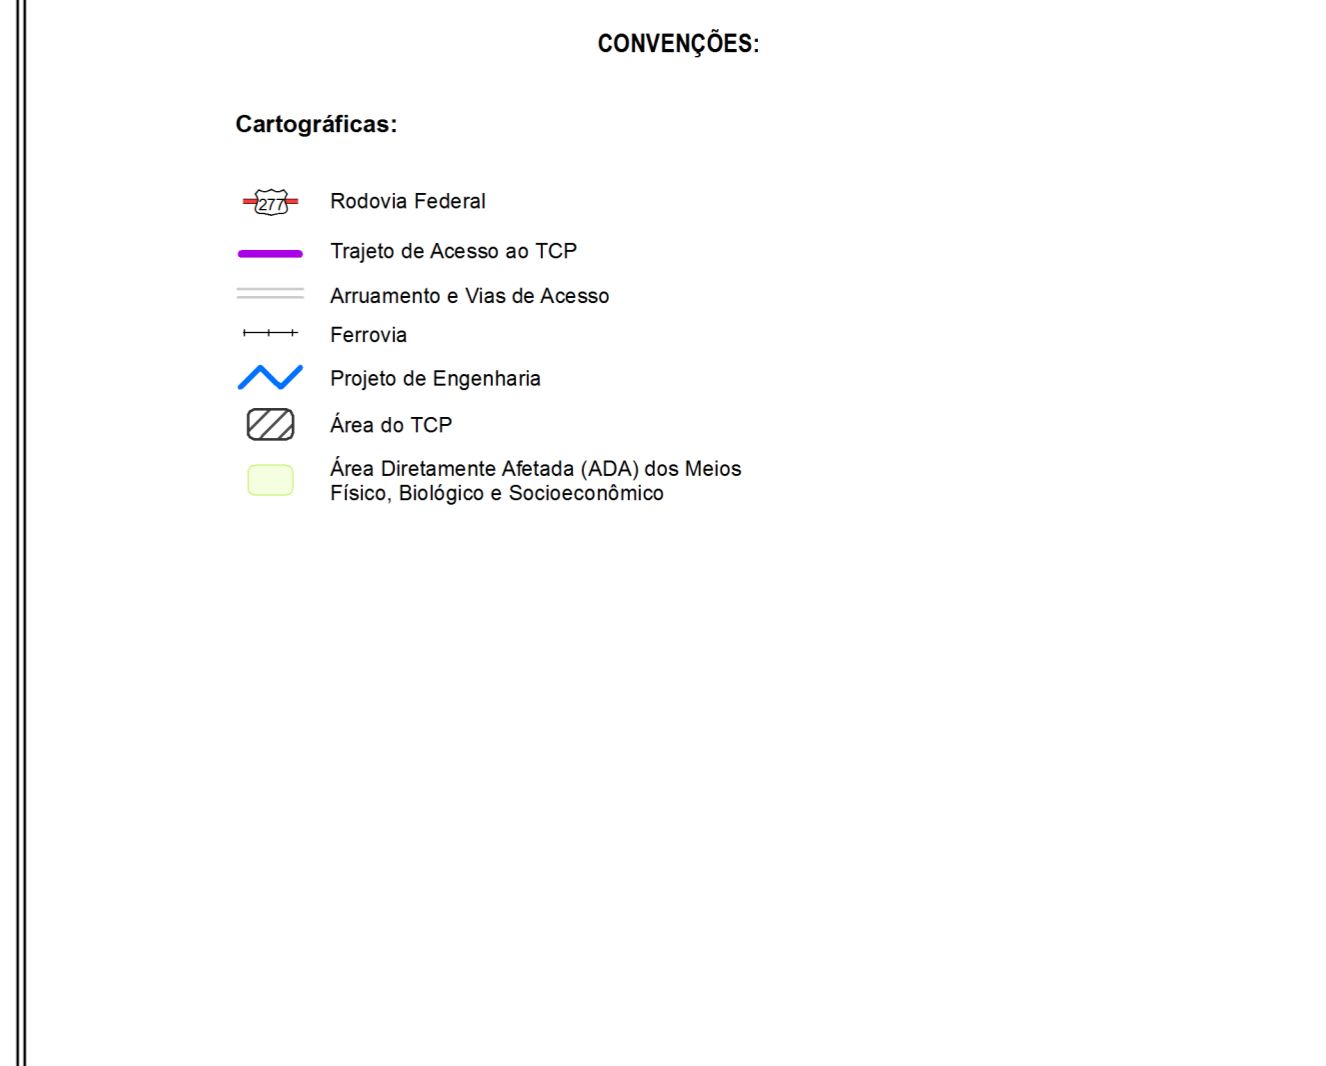 CONVENÇÕES:
Cartográficas:
277
Rodovia Federal
Trajeto de Acesso ao TCP
Arruamento e Vias de Acesso
Ferrovia
Projeto de Engenharia
Área do TCP
Área Diretamente Afetada (ADA) dos Meios
Físico, Biológico e Socioeconômico